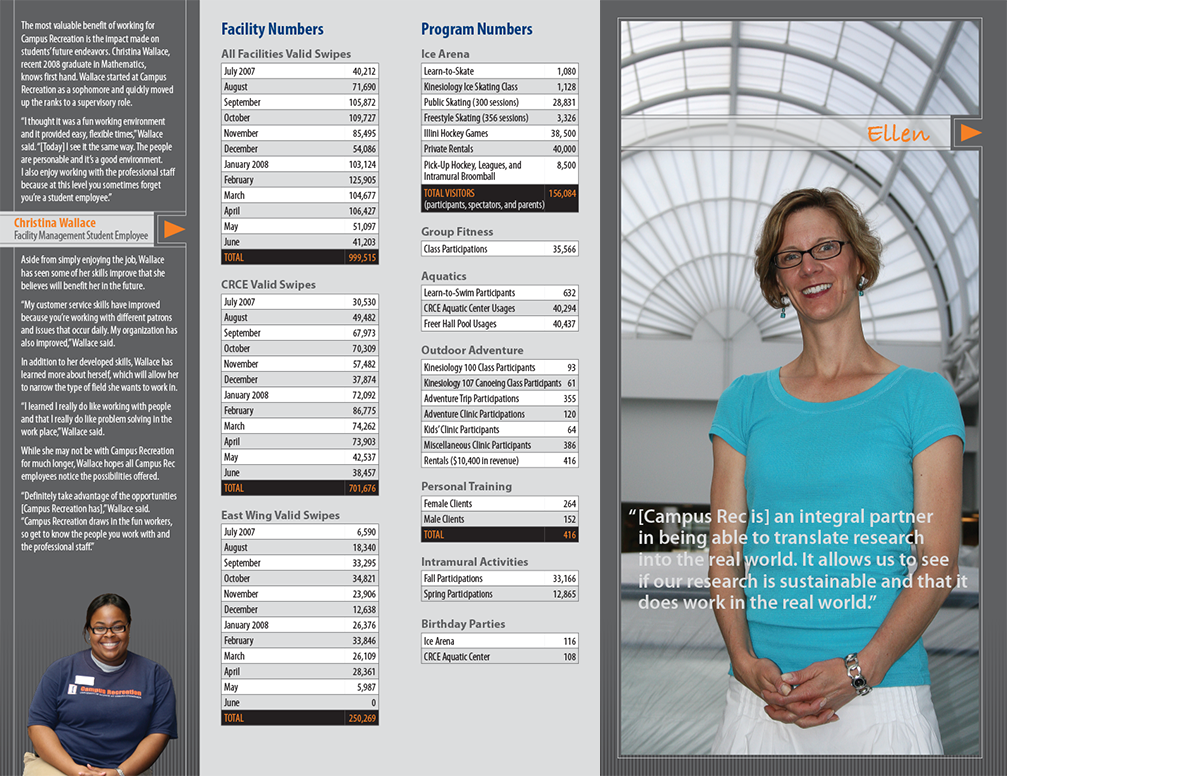 The most valuable benefit of working for
Campus Recreation is the impact made on
students' future endeavors. Christina Wallace,
recent 2008 graduate in Mathematics,
knows first hand. Wallace started at Campus
Recreation as a sophomore and quickly moved
up the ranks to a supervisory role.
"I thought it was a fun working environment
and it provided easy, flexible times," Wallace
said. "[Today] I see it the same way. The people
are personable and it's a good environment.
I also enjoy working with the professional staff
because at this level you sometimes forget
you're a student employee."
Christina Wallace
Facility Management Student Employee
Aside from simply enjoying the job, Wallace
has seen some of her skills improve that she
believes will benefit her in the future.
"My customer service skills have improved
because you're working with different patrons
and issues that occur daily. My organization has
also improved," Wallace said.
In addition to her developed skills, Wallace has
learned more about herself, which will allow her
to narrow the type of field she wants to work in.
"I learned I really do like working with people
and that I really do like problem solving in the
work place," Wallace said.
While she may not be with Campus Recreation
for much longer, Wallace hopes all Campus Rec
employees notice the possibilities offered.
"Definitely take advantage of the opportunities
[Campus Recreation has]," Wallace said.
"Campus Recreation draws in the fun workers,
so get to know the people you work with and
the professional staff."
Campus Recreation
Facility Numbers
All Facilities Valid Swipes
July 2007 40,212
August 71,690
September 105,872
October 109,727
November 85,495
December 54,086
January 2008 103,124
February 125,905
March 104,677
April 106,427
May 51,097
June 41,203
TOTAL 999,515
CRCE Valid Swipes
July 2007 30,530
August 49,482
September 67,973
October 70,309
November 57,482
December 37,874
January 2008 72,092
February 86,775
March 74,262
April 73,903
May 42,537
June 38,457
TOTAL 701,676
East Wing Valid Swipes
July 2007 6,590
August 18,340
September 33,295
October 34,821
November 23,906
December 12,638
January 2008 26,376
February 33,846
March 26,109
April 28,361
May 5,987
June 0
TOTAL 250,269
Program Numbers
Ice Arena
Learn-to-Skate 1,080
Kinesiology Ice Skating Class 1,128
Public Skating (300 sessions) 28,831
Freestyle Skating (356 sessions) 3,326
Illini Hockey Games 38, 500
Private Rentals 40,000
Pick-Up Hockey, Leagues, and 8,500
Intramural Broomball
TOTAL VISITORS 156,084
(participants, spectators, and parents)
Group Fitness
Class Participations 35,566
Aquatics
Learn-to-Swim Participants 632
CRCE Aquatic Center Usages 40,294
Freer Hall Pool Usages 40,437
Outdoor Adventure
Kinesiology 100 Class Participants 93
Kinesiology 107 Canoeing Class Participants 61
Adventure Trip Participations 355
Adventure Clinic Participations 120
Kids' Clinic Participants 64
Miscellaneous Clinic Participants 386
Rentals ($10,400 in revenue) 416
Personal Training
Female Clients 264
Male Clients 152
TOTAL 416
Intramural Activities
Fall Participations 33,166
Spring Participations 12,865
Birthday Parties
Ice Arena 116
CRCE Aquatic Center 108
Ellen
"[Campus Rec is] an integral partner
in being able to translate research
into the real world. It allows us to see
if our research is sustainable and that it
does work in the real world."